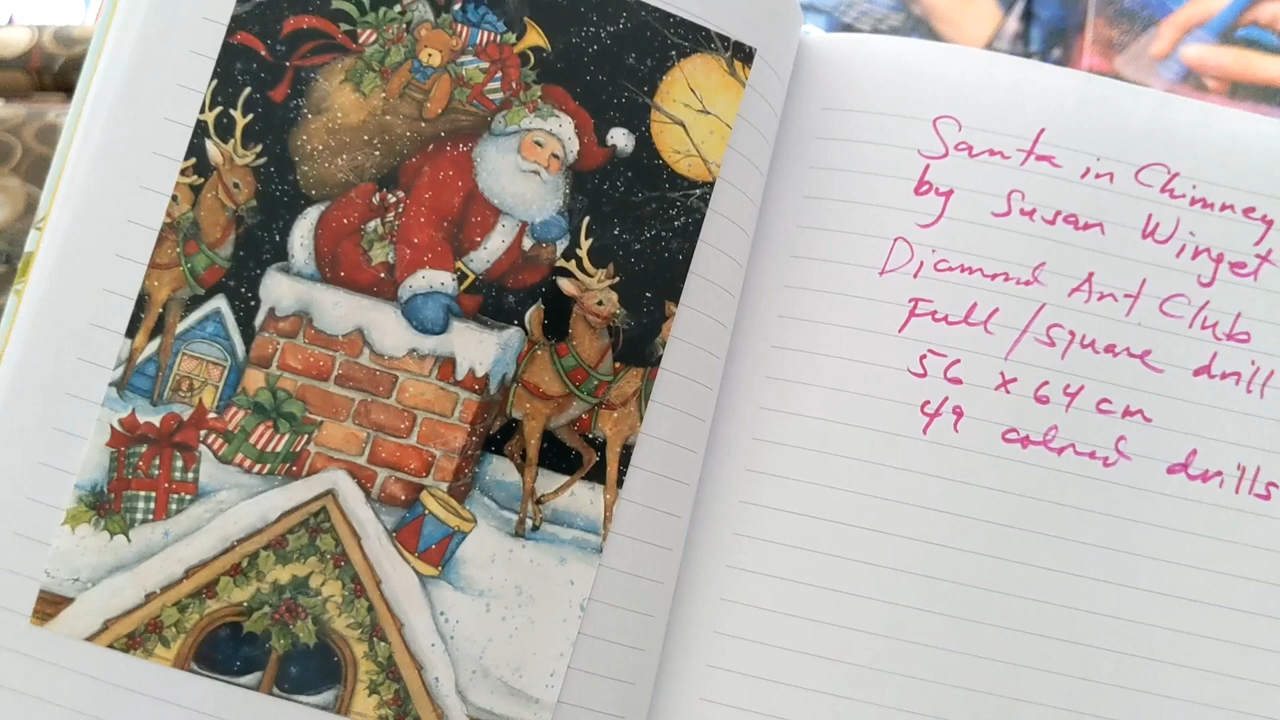 Santa in Chimney
by Susan Winget
Diamond Art Club
Full / square drill
56 x 64 cm
49 colored drills